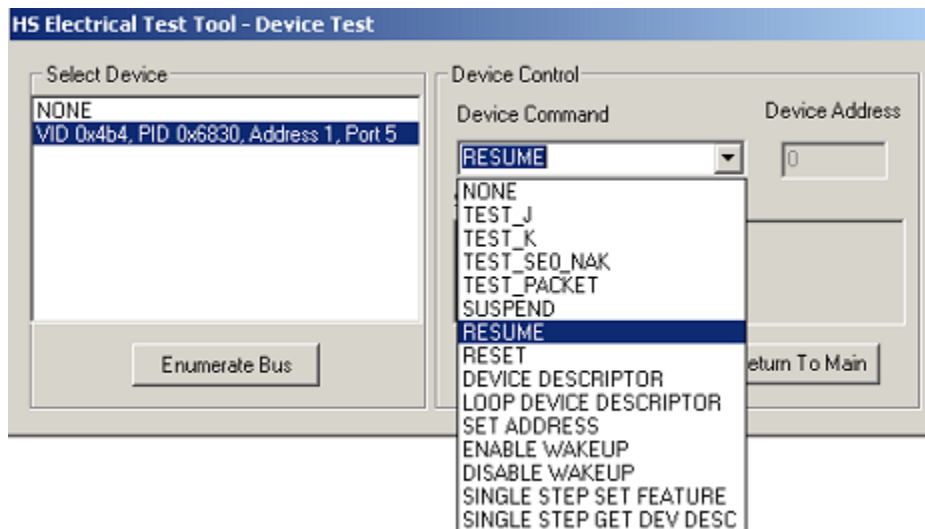 HS Electrical Test Tool - Device Test
Select Device
NONE
VID 0x4b4, PID 0x6830, Address 1, Port 5
Enumerate Bus
Device Control
Device Command
Device Address
RESUME
0
NONE
TEST_J
TEST_K
TEST_SE0_NAK
TEST_PACKET
SUSPEND
RESUME
RESET
DEVICE DESCRIPTOR
LOOP DEVICE DESCRIPTOR
SET ADDRESS
ENABLE WAKEUP
DISABLE WAKEUP
SINGLE STEP SET FEATURE
SINGLE STEP GET DEV DESC
eturn To Main